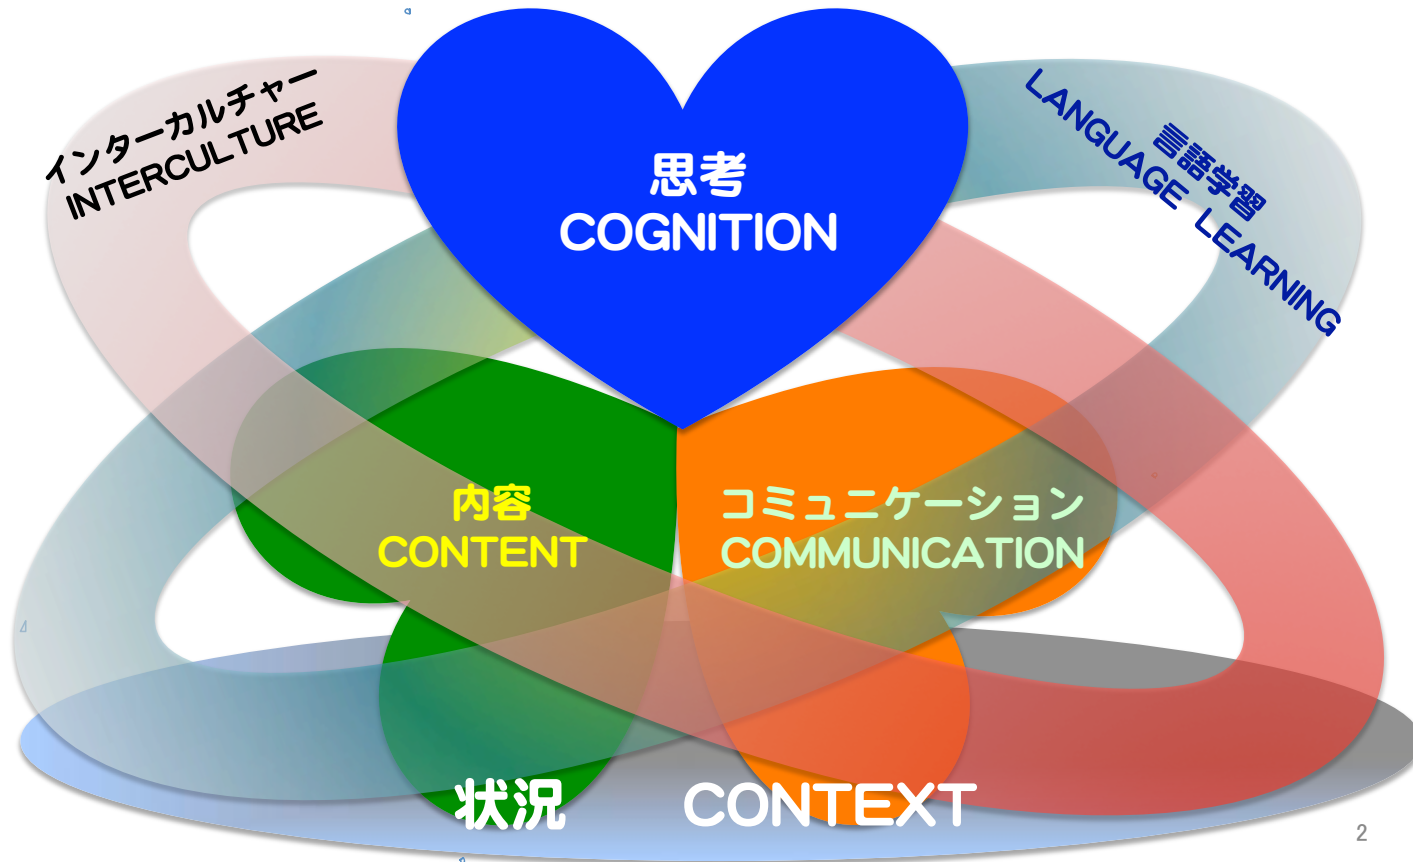 インターカルチャー
INTERCULTURE
思考
COGNITION
言語学習
LANGUAGE LEARNING
内容
CONTENT
コミュニケーション
COMMUNICATION
状況 CONTEXT
2